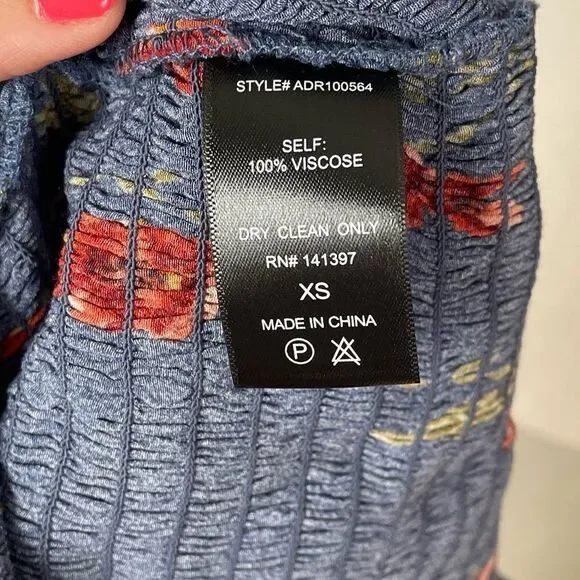 STYLE# ADR100564
SELF:
100% VISCOSE
DRY CLEAN ONLY
RN# 141397
XS
MADE IN CHINA
P